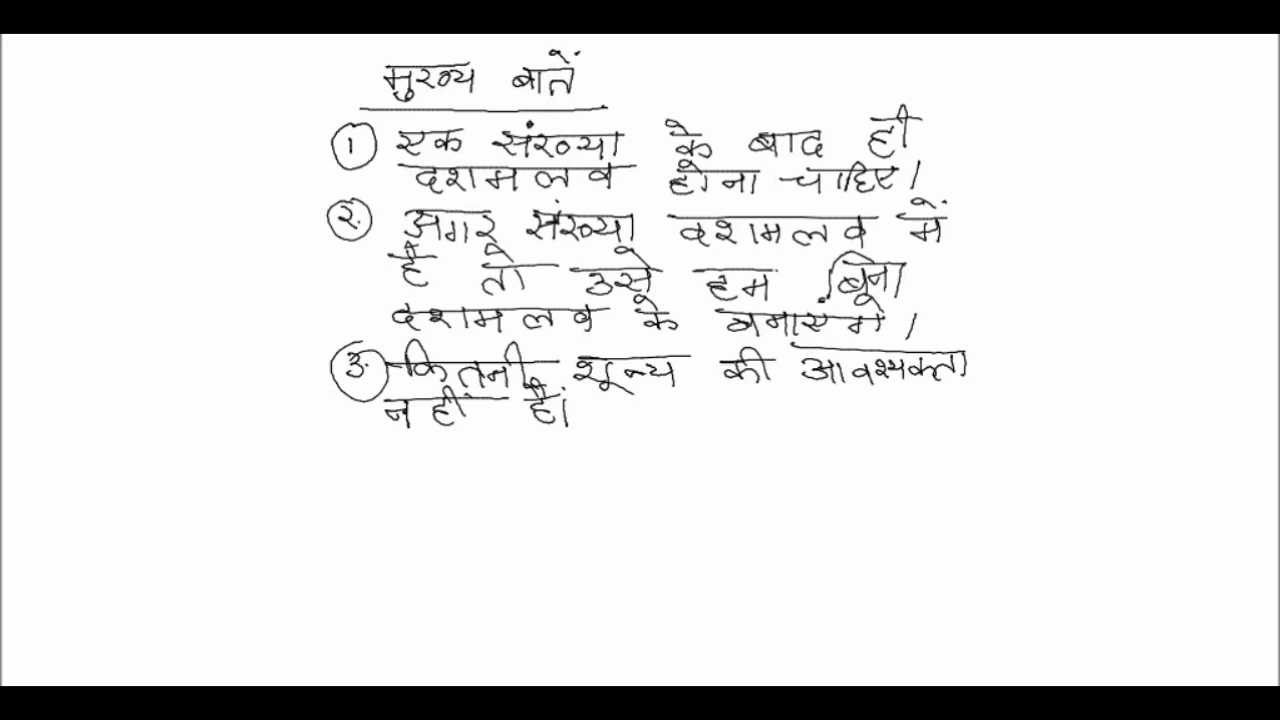 मुख्य बातें
① एक संख्या के बाद ही
दशमलव होना चाहिए।
② अगर संख्या दशमलव में
है तो उसे हम बिना
दशमलव के बनाएंगे।
③ कितनी शून्य की आवश्यकता
नहीं है।